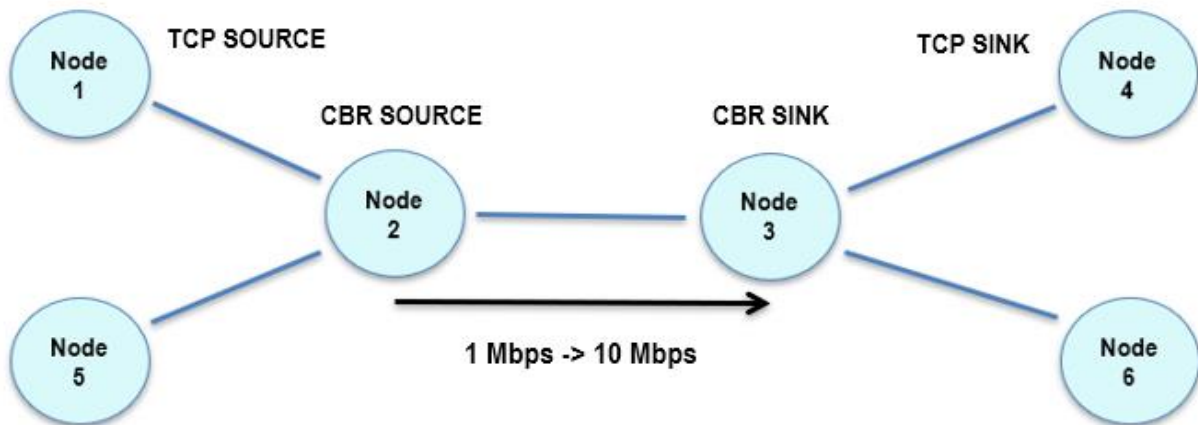 TCP SOURCE
TCP SINK
Node
1
Node
4
CBR SOURCE
CBR SINK
Node
2
Node
3
1 Mbps -> 10 Mbps
Node
5
Node
6